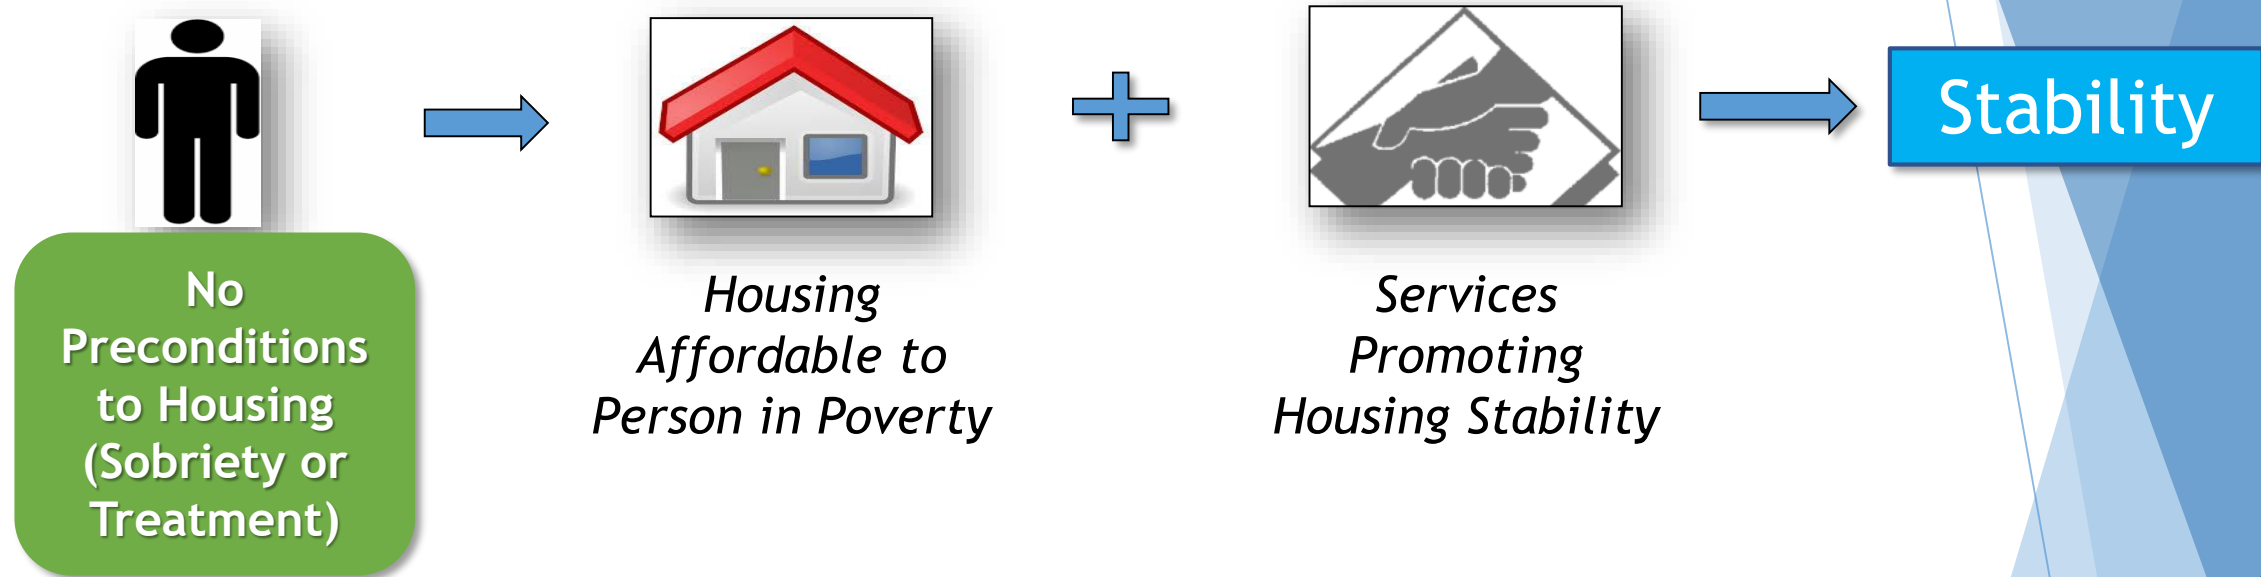 No
Preconditions
to Housing
(Sobriety or
Treatment)
Housing
Affordable to
Person in Poverty
Services
Promoting
Housing Stability
Stability